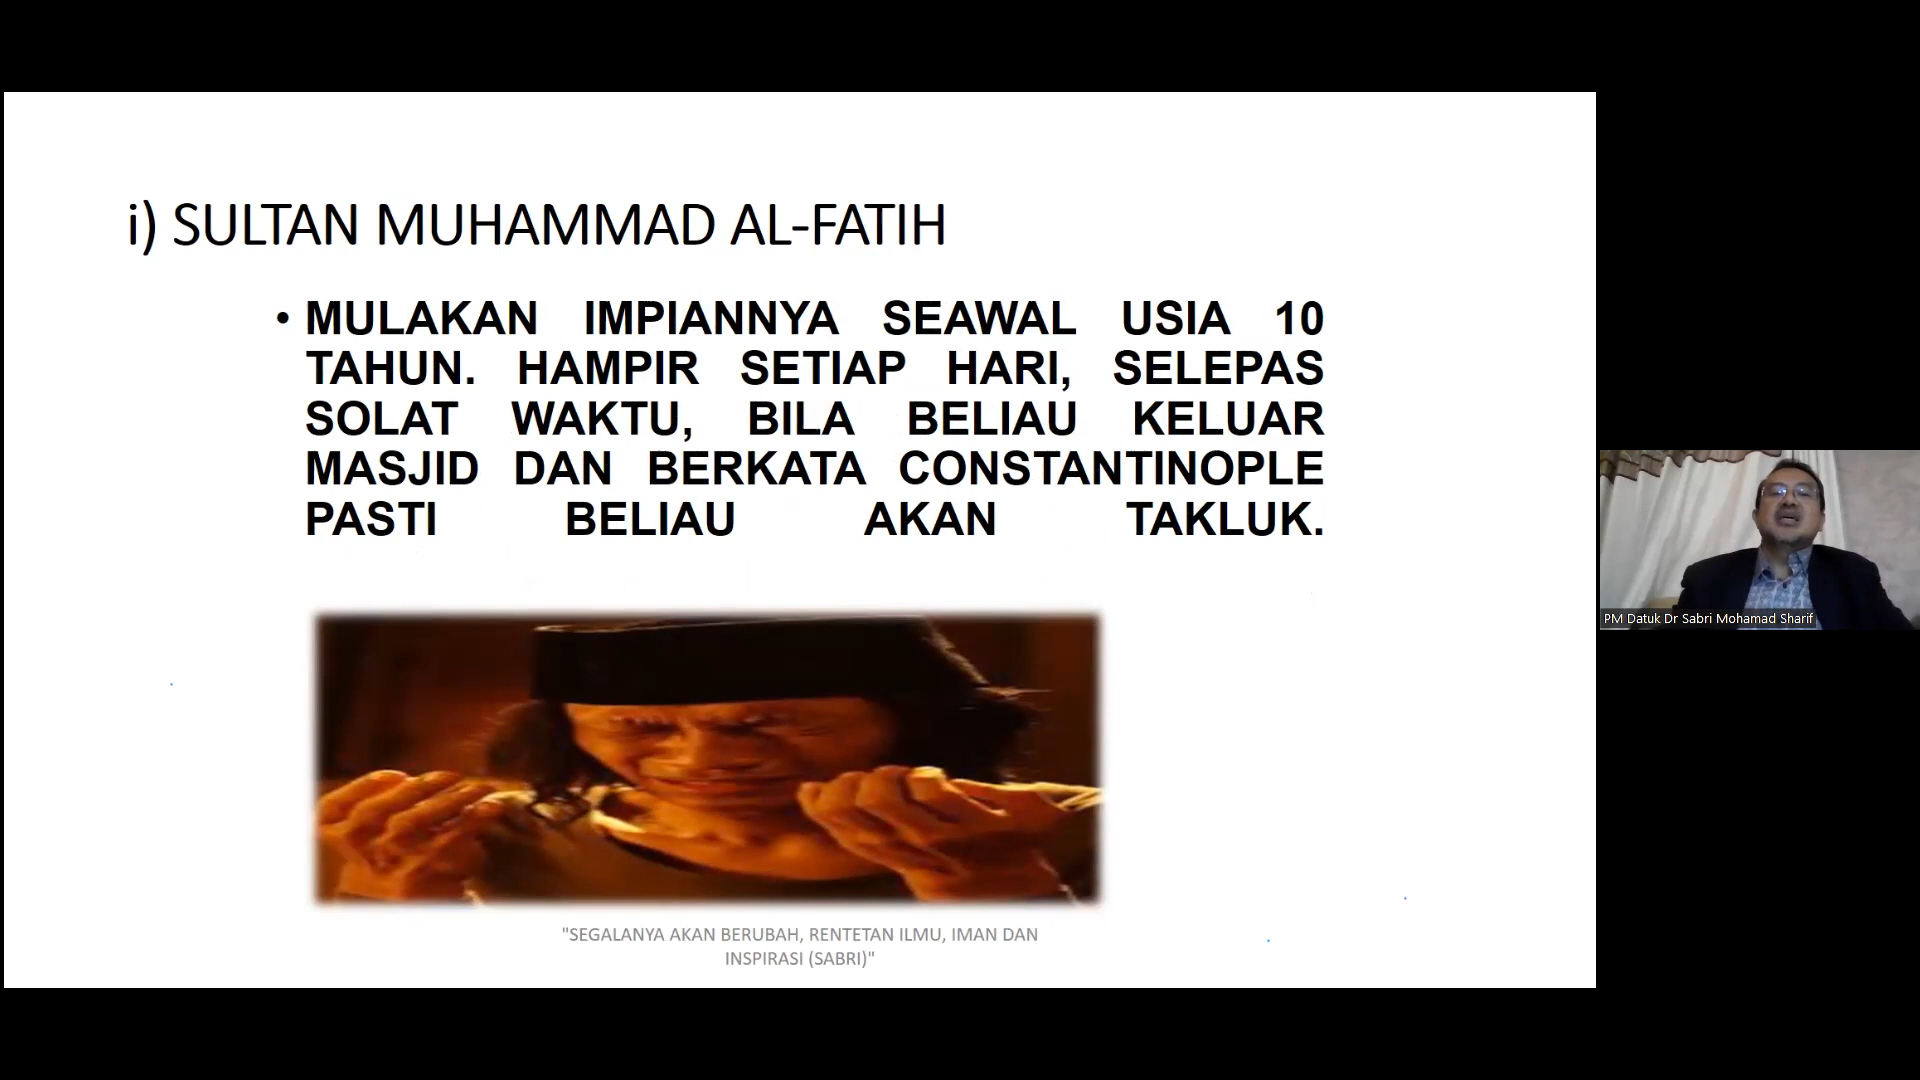 i) SULTAN MUHAMMAD AL-FATIH
• MULAKAN IMPIANNYA SEAWAL USIA 10
TAHUN. HAMPIR SETIAP HARI, SELEPAS
SOLAT WAKTU, BILA BELIAU KELUAR
MASJID DAN BERKATA CONSTANTINOPLE
PASTI BELIAU AKAN TAKLUK.
"SEGALANYA AKAN BERUBAH, RENTETAN ILMU, IMAN DAN
INSPIRASI (SABRI)"
PM Datuk Dr Sabri Mohamad Sharif